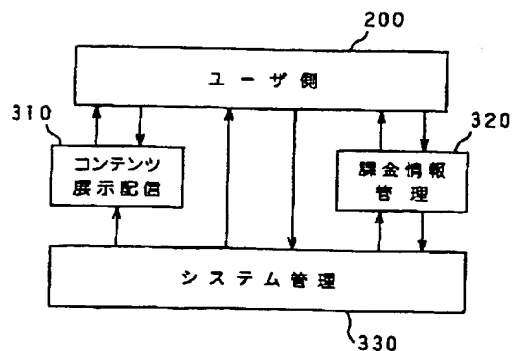 200
ユーザ側
310
コンテンツ
展示配信
320
課金情報
管理
システム管理
330